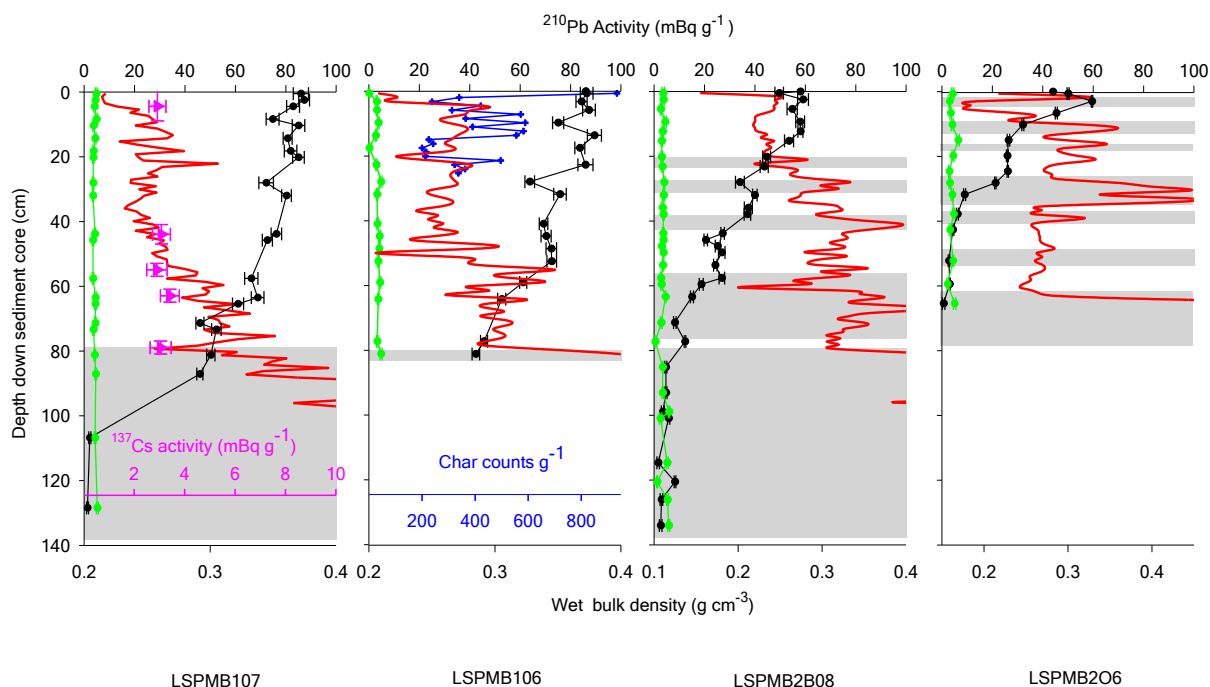 ²¹⁰Pb Activity (mBq g⁻¹)
0 20 40 60 80 100
0 20 40 60 80 100
0 20 40 60 80 100
0 20 40 60 80 100
Depth down sediment core (cm)
0
20
40
60
80
100
120
140
¹³⁷Cs activity (mBq g⁻¹)
2 4 6 8 10
Char counts g⁻¹
200 400 600 800
0.2 0.3 0.4
0.2 0.3 0.4
0.1 0.2 0.3 0.4
0.2 0.3 0.4
Wet bulk density (g cm⁻³)
LSPMB107
LSPMB106
LSPMB2B08
LSPMB2O6